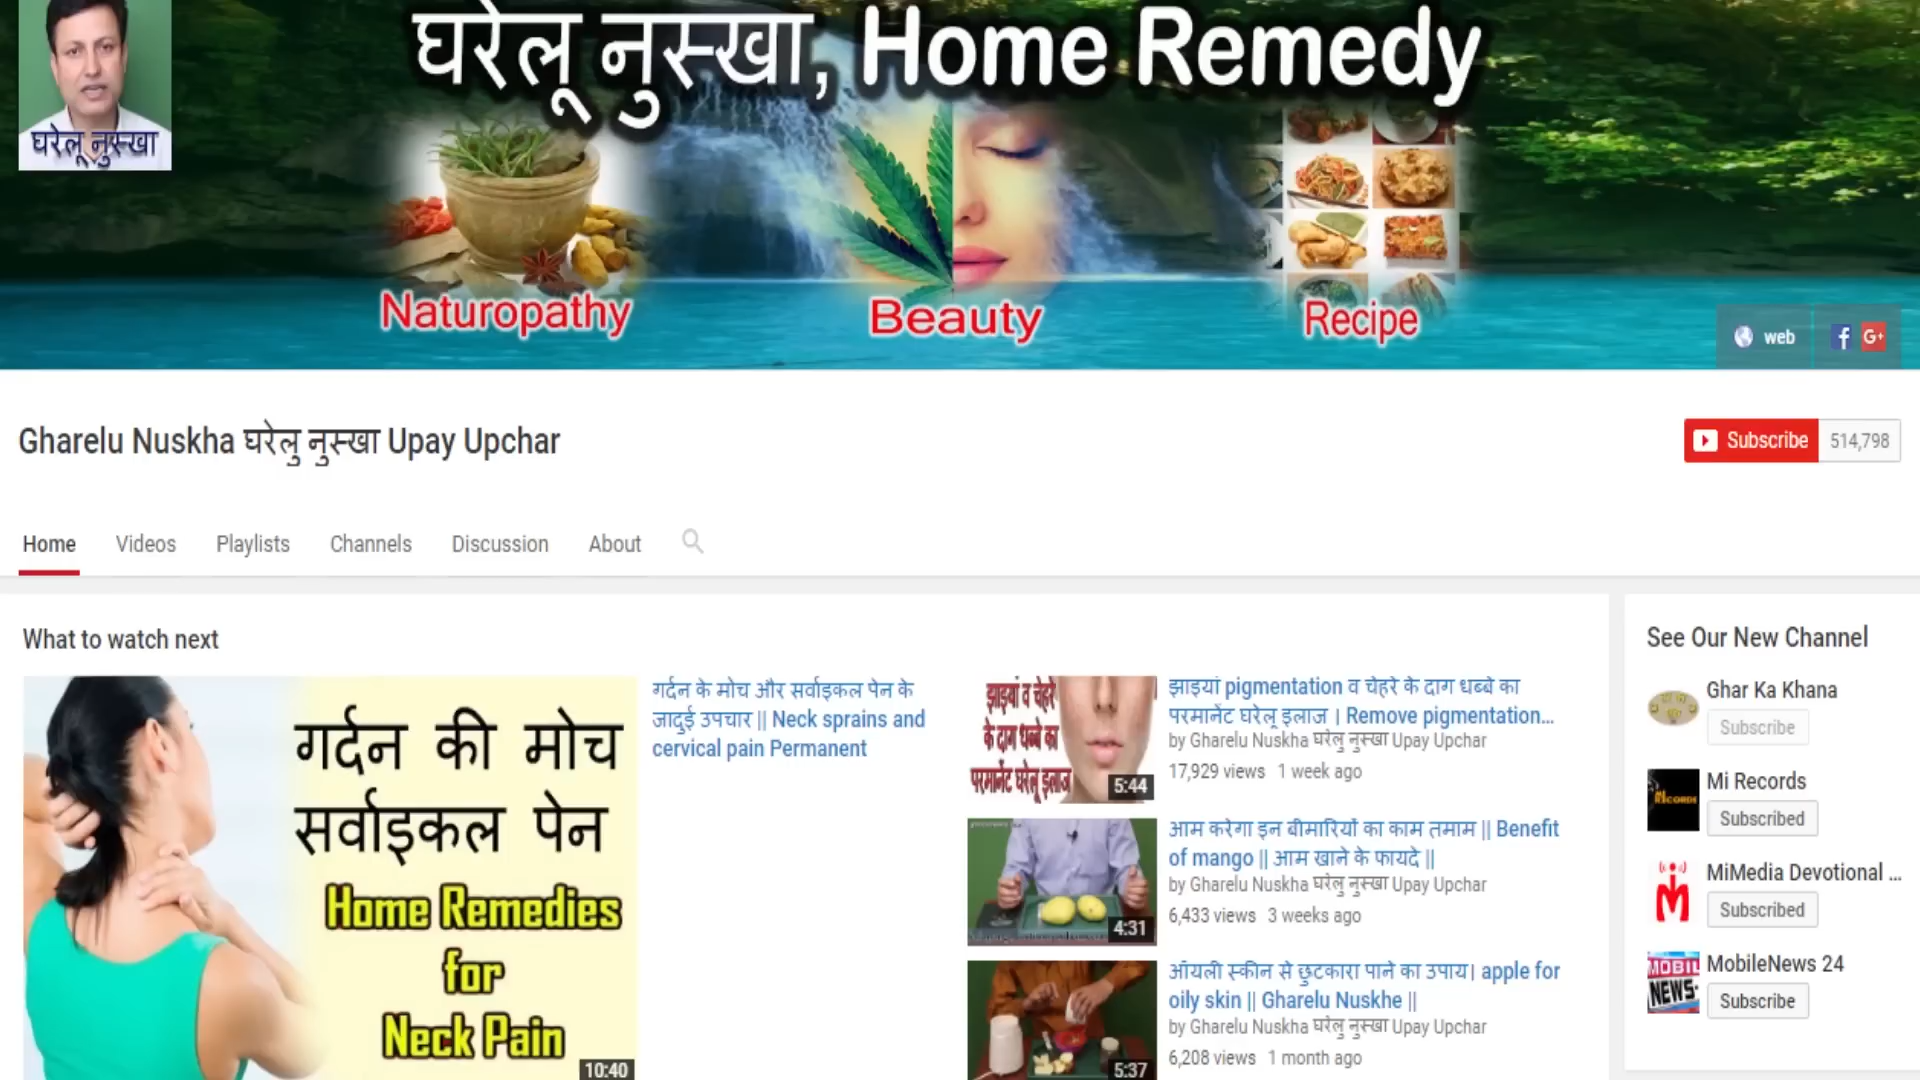 घरेलू नुस्खा, Home Remedy
घरेलू नुस्खा
Naturopathy
Beauty
Recipe
web
Gharelu Nuskha घरेलु नुस्खा Upay Upchar
Subscribe 514,798
Home Videos Playlists Channels Discussion About
What to watch next
गर्दन की मोच
सर्वाइकल पेन
Home Remedies
for
Neck Pain
10:40
गर्दन के मोच और सर्वाइकल पेन के
जादुई उपचार || Neck sprains and
cervical pain Permanent
झाइयां व चेहरे
के दाग धब्बे का
परमानेंट घरेलू इलाज
5:44
झाइयां pigmentation व चेहरे के दाग धब्बे का
परमानेंट घरेलू इलाज । Remove pigmentation...
by Gharelu Nuskha घरेलु नुस्खा Upay Upchar
17,929 views 1 week ago
4:31
आम करेगा इन बीमारियों का काम तमाम || Benefit
of mango || आम खाने के फायदे ||
by Gharelu Nuskha घरेलु नुस्खा Upay Upchar
6,433 views 3 weeks ago
5:37
ऑयली स्कीन से छुटकारा पाने का उपाय। apple for
oily skin || Gharelu Nuskhe ||
by Gharelu Nuskha घरेलु नुस्खा Upay Upchar
6,208 views 1 month ago
See Our New Channel
Ghar Ka Khana
Subscribe
Mi Records
Subscribed
MiMedia Devotional ...
Subscribed
MOBIL
NEWS
MobileNews 24
Subscribe